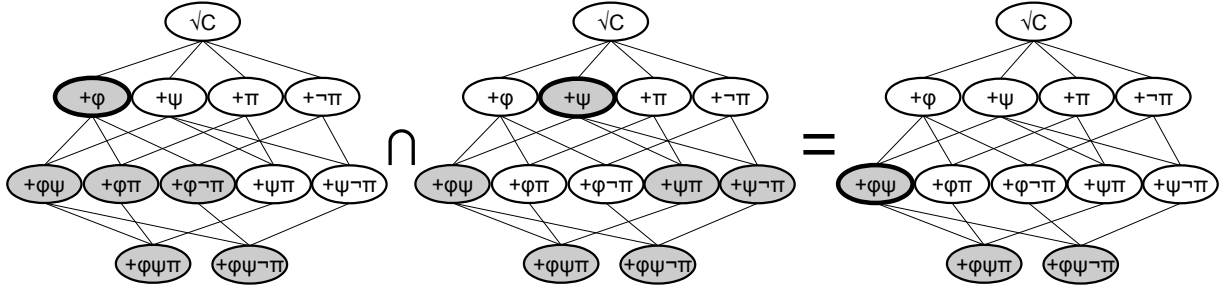 √C √C √C
+φ +ψ +π +¬π +φ +ψ +π +¬π +φ +ψ +π +¬π
∩ =
+φψ +φπ +φ¬π +ψπ +ψ¬π +φψ +φπ +φ¬π +ψπ +ψ¬π +φψ +φπ +φ¬π +ψπ +ψ¬π
+φψπ +φψ¬π +φψπ +φψ¬π +φψπ +φψ¬π